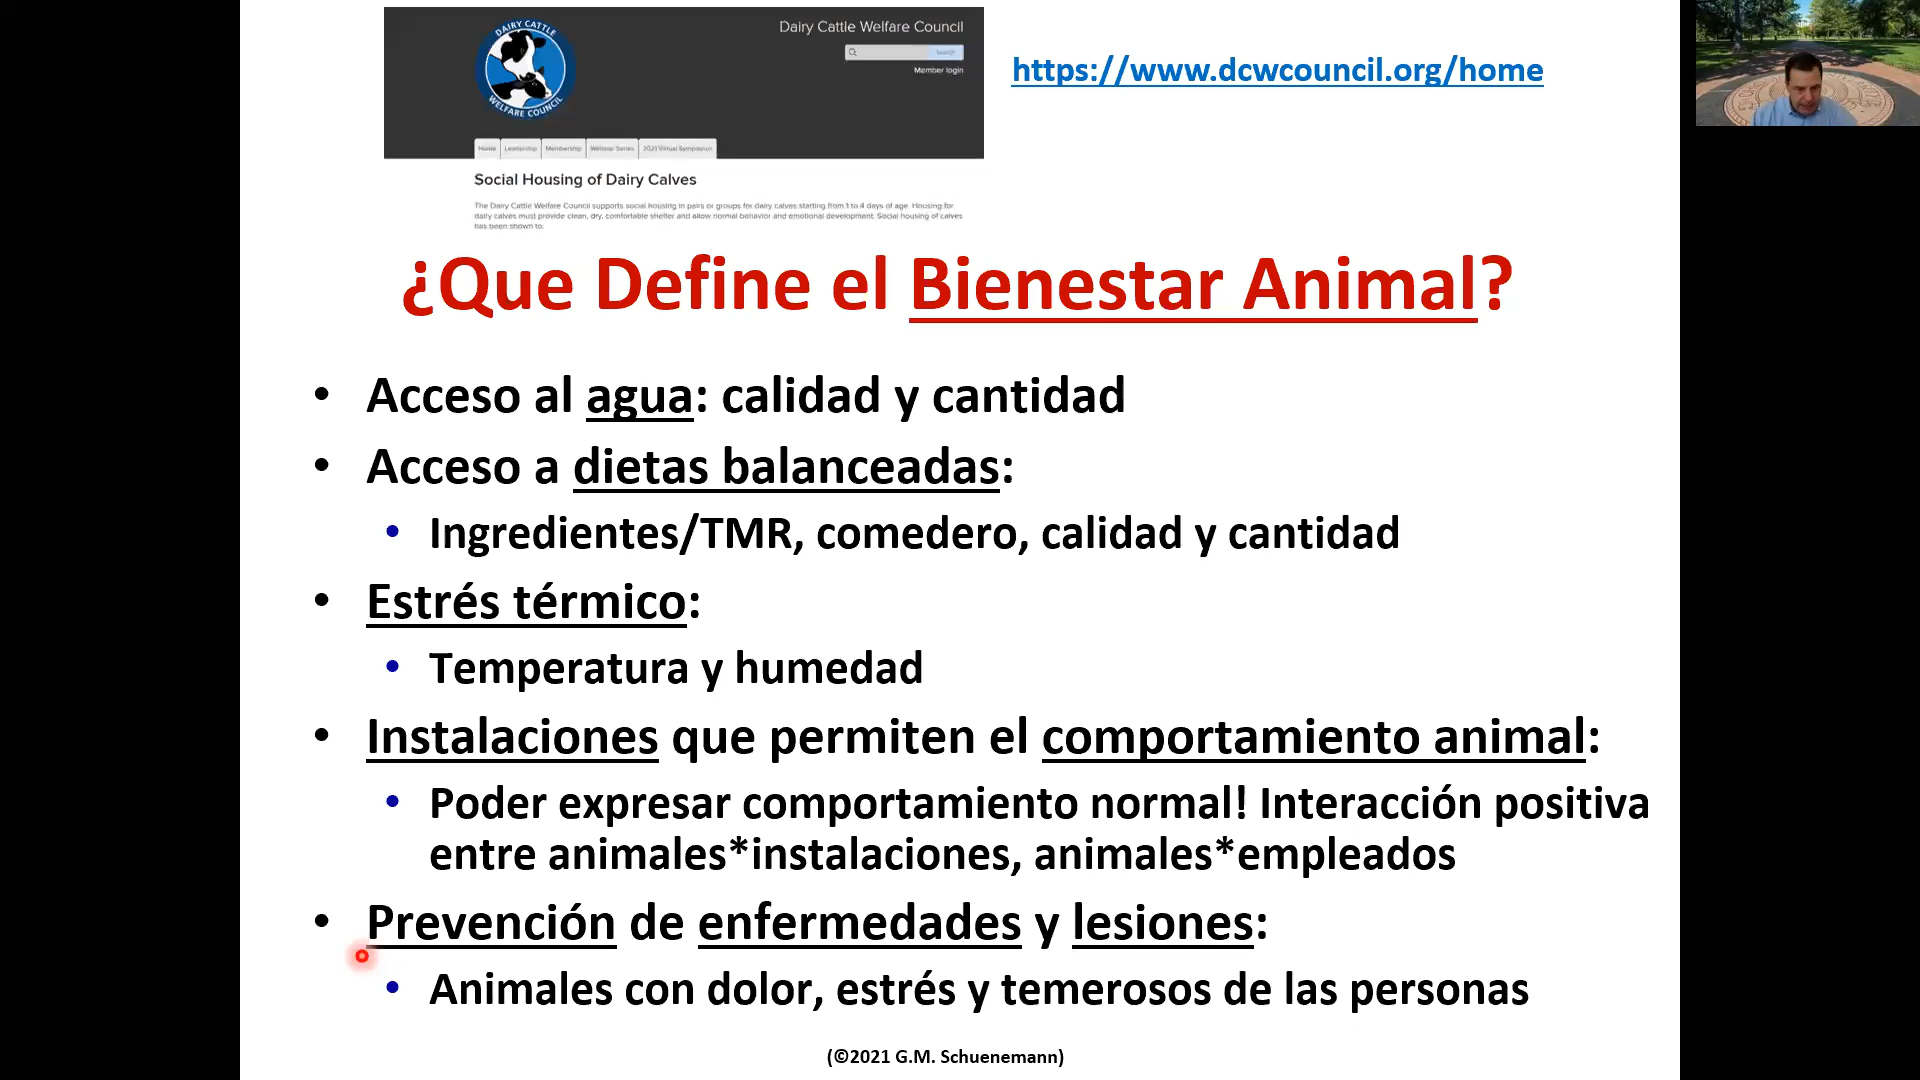 DAIRY CATTLE
WELFARE COUNCIL
Dairy Cattle Welfare Council
Search
Member login
https://www.dcwcouncil.org/home
Home Leadership Membership Webinar Series 2021 Virtual Symposium
Social Housing of Dairy Calves
The Dairy Cattle Welfare Council supports social housing in pairs or groups for dairy calves starting from 1 to 4 days of age. Housing for
dairy calves must provide clean, dry, comfortable shelter and allow normal behavior and emotional development. Social housing of calves
has been shown to:
¿Que Define el Bienestar Animal?
• Acceso al agua: calidad y cantidad
• Acceso a dietas balanceadas:
• Ingredientes/TMR, comedero, calidad y cantidad
• Estrés térmico:
• Temperatura y humedad
• Instalaciones que permiten el comportamiento animal:
• Poder expresar comportamiento normal! Interacción positiva
entre animales*instalaciones, animales*empleados
• Prevención de enfermedades y lesiones:
• Animales con dolor, estrés y temerosos de las personas
(©2021 G.M. Schuenemann)